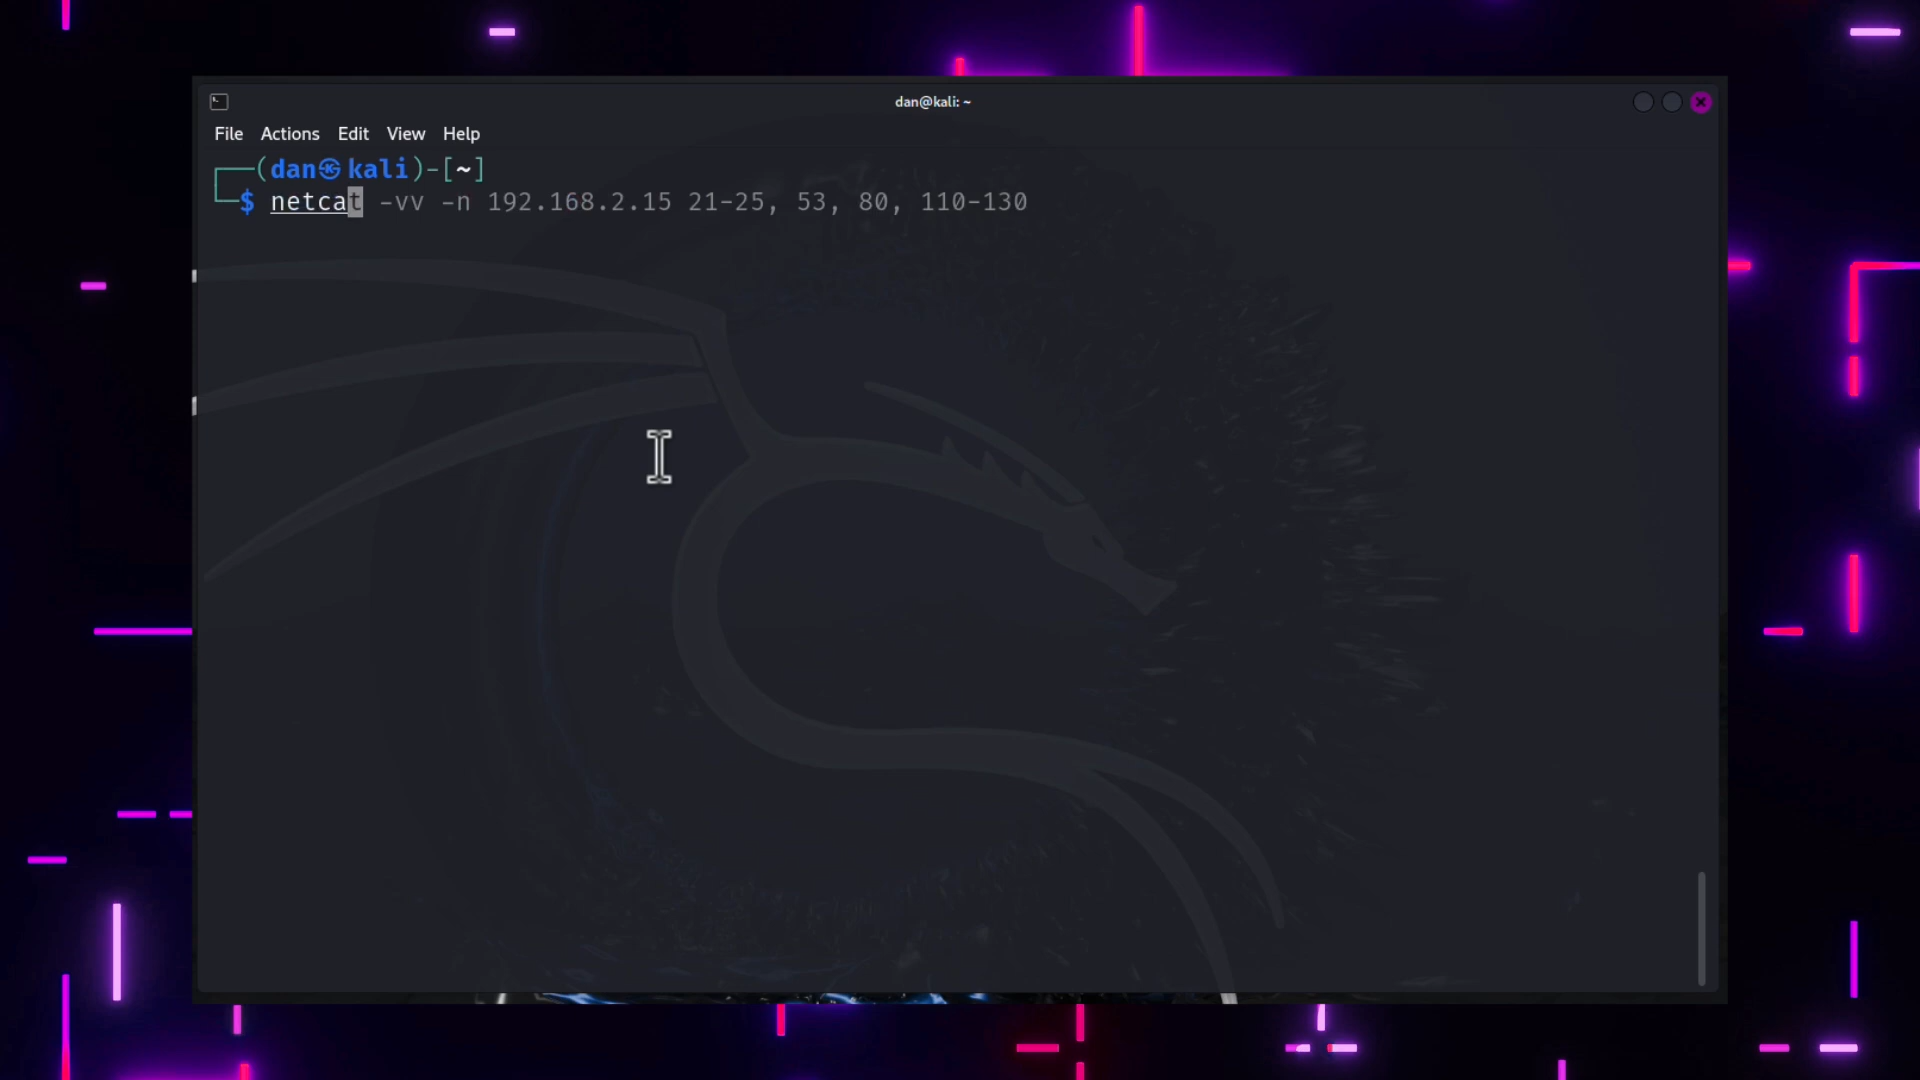 dan@kali: ~
File Actions Edit View Help
┌──(dan㉿kali)-[~]
└─$ netcat -vv -n 192.168.2.15 21-25, 53, 80, 110-130